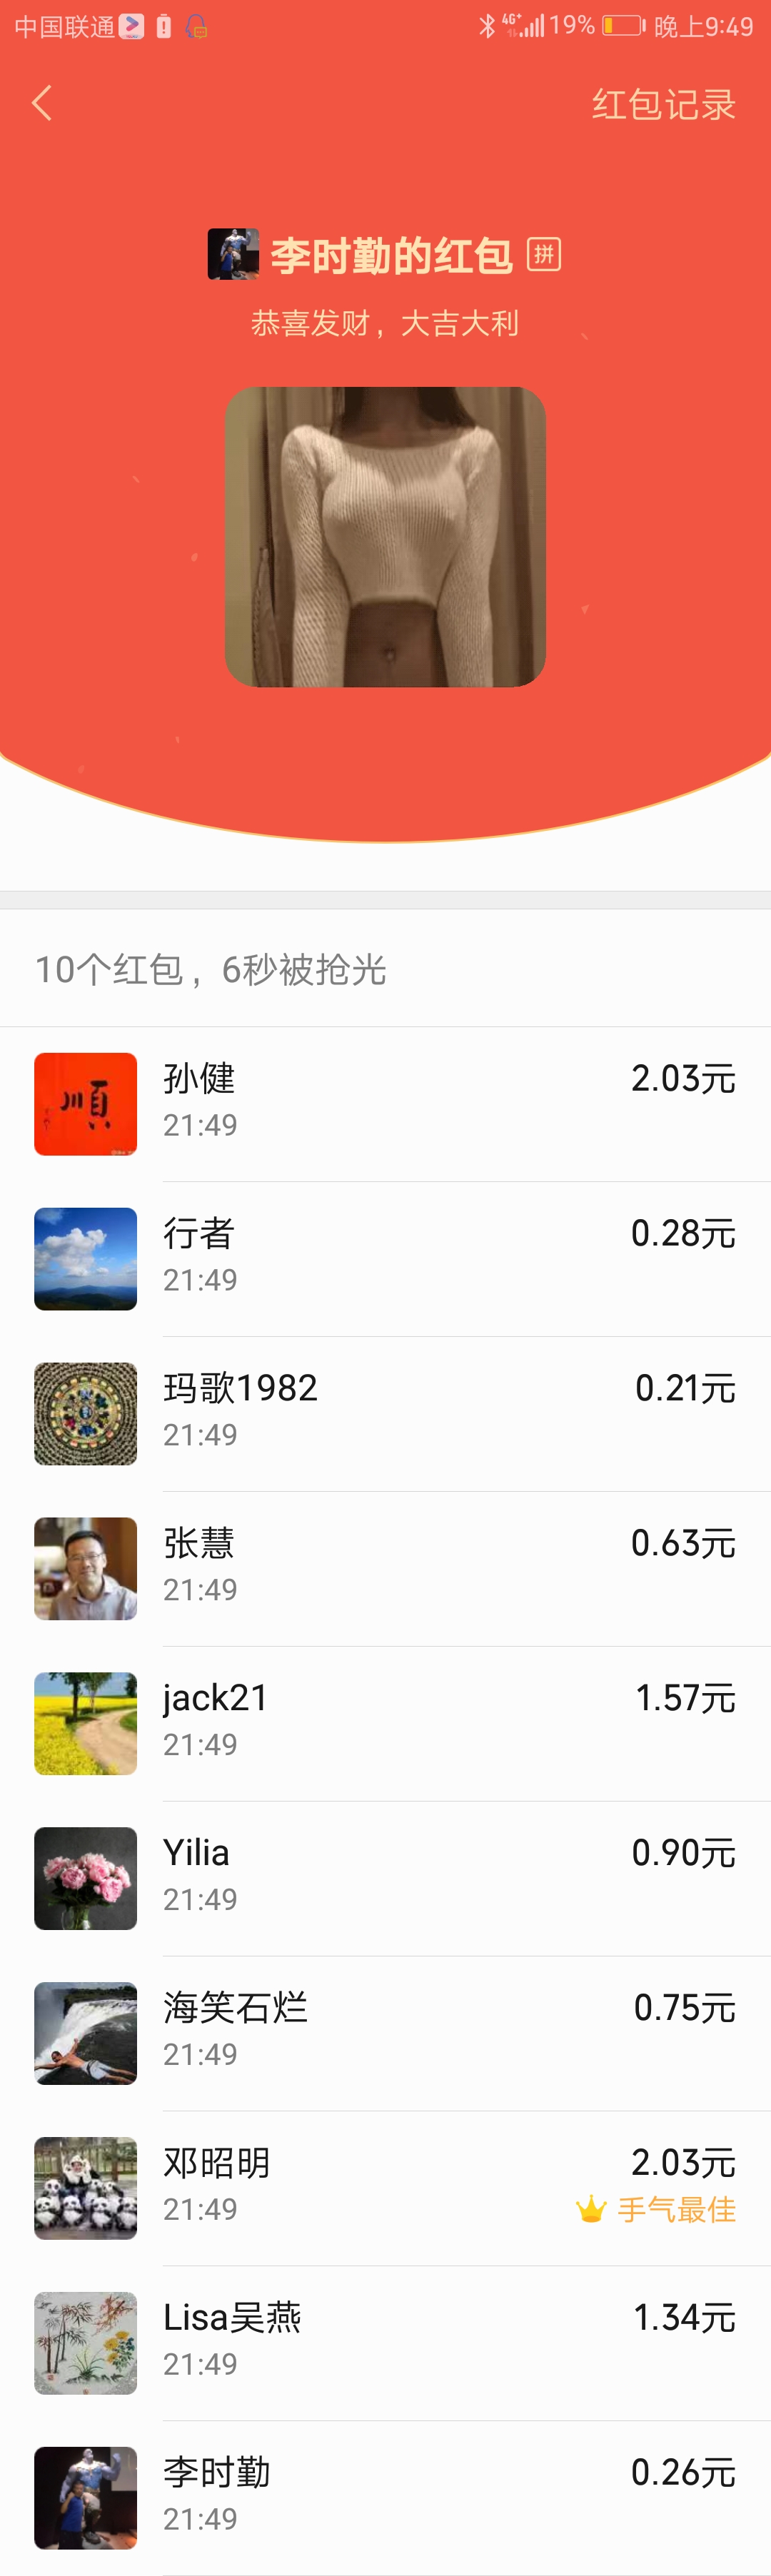 中国联通 4G+ 19% 晚上9:49
红包记录
李时勤的红包 拼
恭喜发财，大吉大利
10个红包，6秒被抢光
孙健 2.03元
21:49
順
行者 0.28元
21:49
玛歌1982 0.21元
21:49
张慧 0.63元
21:49
jack21 1.57元
21:49
Yilia 0.90元
21:49
海笑石烂 0.75元
21:49
邓昭明 2.03元
21:49 手气最佳
Lisa吴燕 1.34元
21:49
李时勤 0.26元
21:49